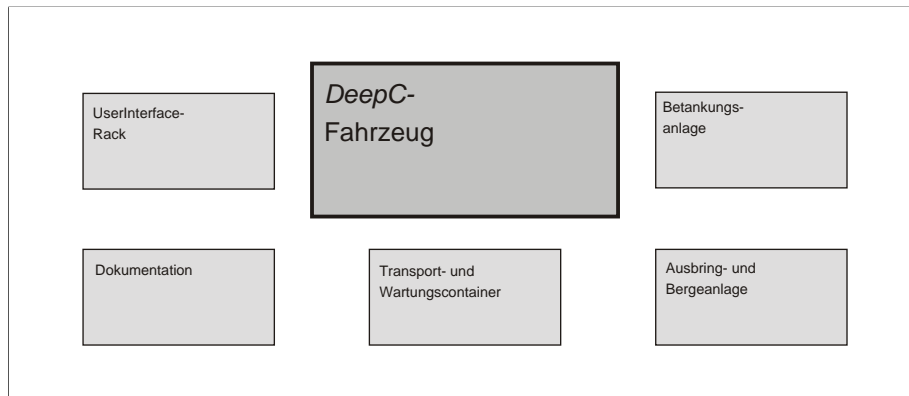 UserInterface-
Rack
DeepC-
Fahrzeug
Betankungs-
anlage
Dokumentation
Transport- und
Wartungscontainer
Ausbring- und
Bergeanlage